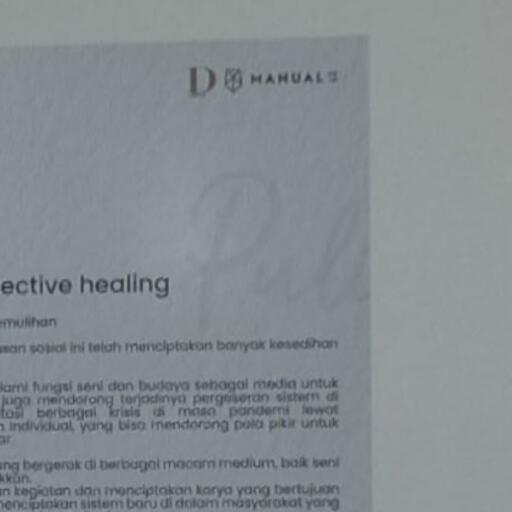 D MANUAL
Puli
ective healing
emulihan
san sosial ini telah menciptakan banyak kesedihan
lami fungsi seni dan budaya sebagai media untuk
juga mendorong terjadinya pergeseran sistem di
tasi berbagai krisis di masa pandemi lewat
n individual, yang bisa mendorong pola pikir untuk
ar.
ng bergerak di berbagai macam medium, baik seni
kkan.
n kegiatan dan menciptakan karya yang bertujuan
menciptakan sistem baru di dalam masyarakat yang